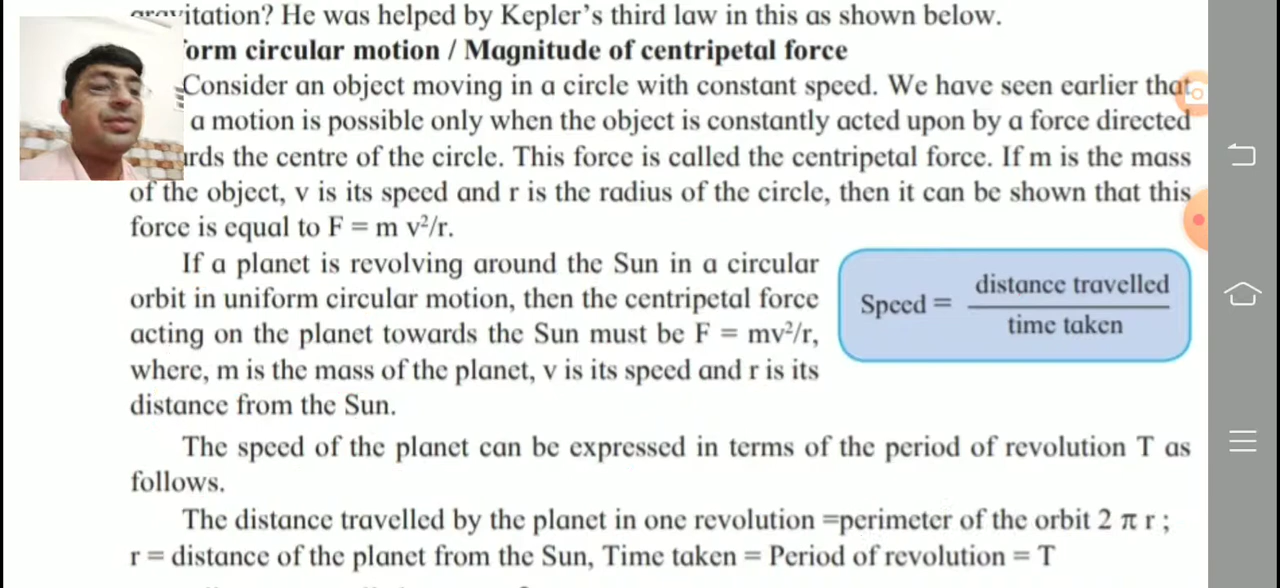 gravitation? He was helped by Kepler's third law in this as shown below.
form circular motion / Magnitude of centripetal force
Consider an object moving in a circle with constant speed. We have seen earlier that
a motion is possible only when the object is constantly acted upon by a force directed
rds the centre of the circle. This force is called the centripetal force. If m is the mass
of the object, v is its speed and r is the radius of the circle, then it can be shown that this
force is equal to F = m v²/r.
If a planet is revolving around the Sun in a circular
orbit in uniform circular motion, then the centripetal force
acting on the planet towards the Sun must be F = mv²/r,
where, m is the mass of the planet, v is its speed and r is its
distance from the Sun.
Speed = distance travelled
time taken
The speed of the planet can be expressed in terms of the period of revolution T as
follows.
The distance travelled by the planet in one revolution =perimeter of the orbit 2 π r ;
r = distance of the planet from the Sun, Time taken = Period of revolution = T